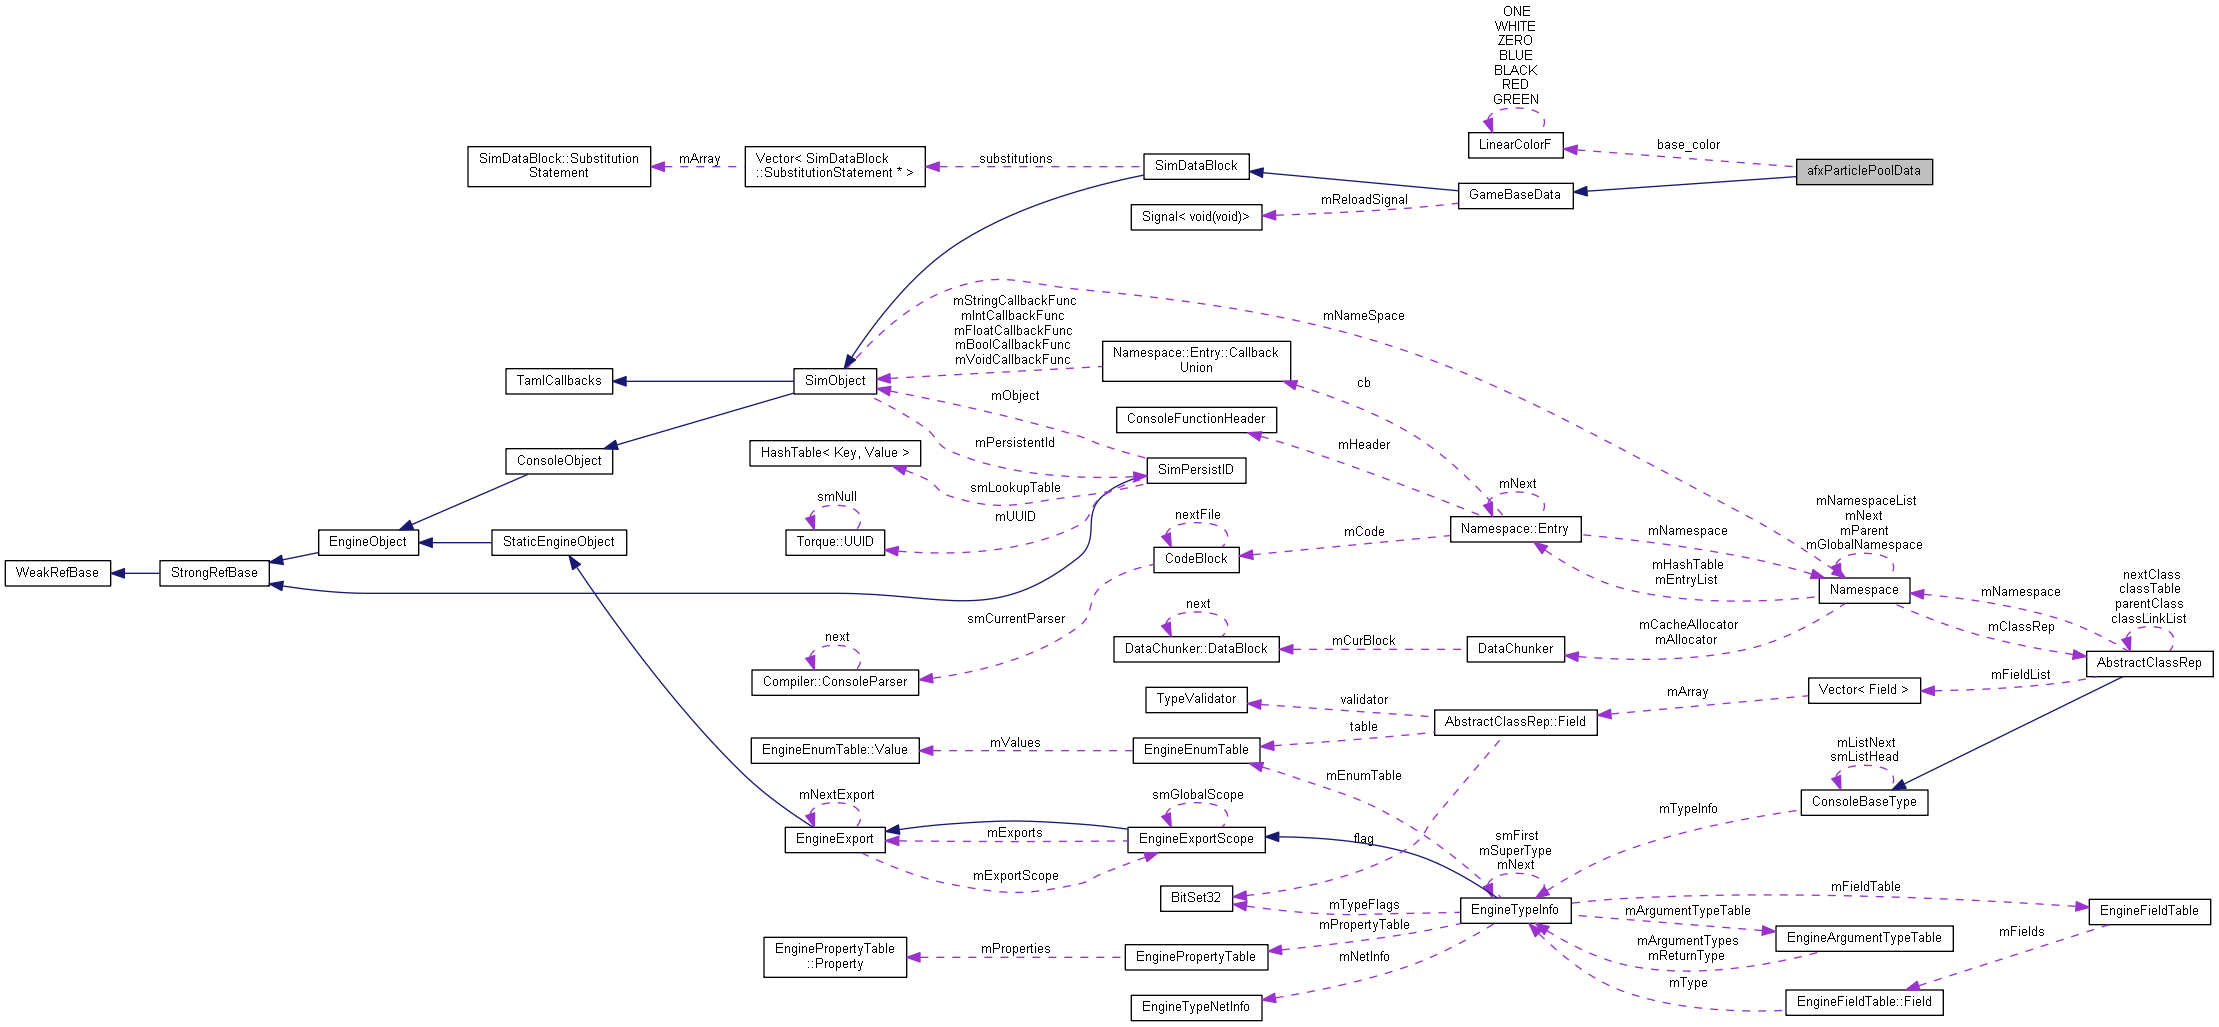 ONE
WHITE
ZERO
BLUE
BLACK
RED
GREEN
LinearColorF
base_color
afxParticlePoolData
SimDataBlock::Substitution
Statement
mArray
Vector< SimDataBlock
::SubstitutionStatement * >
substitutions
SimDataBlock
GameBaseData
mReloadSignal
Signal< void(void)>
mNameSpace
mStringCallbackFunc
mIntCallbackFunc
mFloatCallbackFunc
mBoolCallbackFunc
mVoidCallbackFunc
Namespace::Entry::Callback
Union
TamlCallbacks
SimObject
cb
mObject
ConsoleFunctionHeader
mHeader
mPersistentId
ConsoleObject
HashTable< Key, Value >
SimPersistID
smLookupTable
mNext
smNull
mUUID
nextFile
mCode
Namespace::Entry
mNamespace
mNamespaceList
mNext
mParent
mGlobalNamespace
EngineObject
StaticEngineObject
Torque::UUID
CodeBlock
mHashTable
mEntryList
WeakRefBase
StrongRefBase
Namespace
mNamespace
nextClass
classTable
parentClass
classLinkList
smCurrentParser
next
mCacheAllocator
mAllocator
mClassRep
next
DataChunker::DataBlock
mCurBlock
DataChunker
AbstractClassRep
Compiler::ConsoleParser
mFieldList
TypeValidator
validator
mArray
Vector< Field >
AbstractClassRep::Field
table
EngineEnumTable::Value
mValues
EngineEnumTable
mListNext
smListHead
mEnumTable
mNextExport
smGlobalScope
mTypeInfo
ConsoleBaseType
EngineExport
mExports
EngineExportScope
flag
smFirst
mSuperType
mNext
mExportScope
BitSet32
mTypeFlags
EngineTypeInfo
mFieldTable
EngineFieldTable
mPropertyTable
mArgumentTypeTable
EngineArgumentTypeTable
mFields
EnginePropertyTable
::Property
mProperties
EnginePropertyTable
mNetInfo
mArgumentTypes
mReturnType
mType
EngineTypeNetInfo
EngineFieldTable::Field